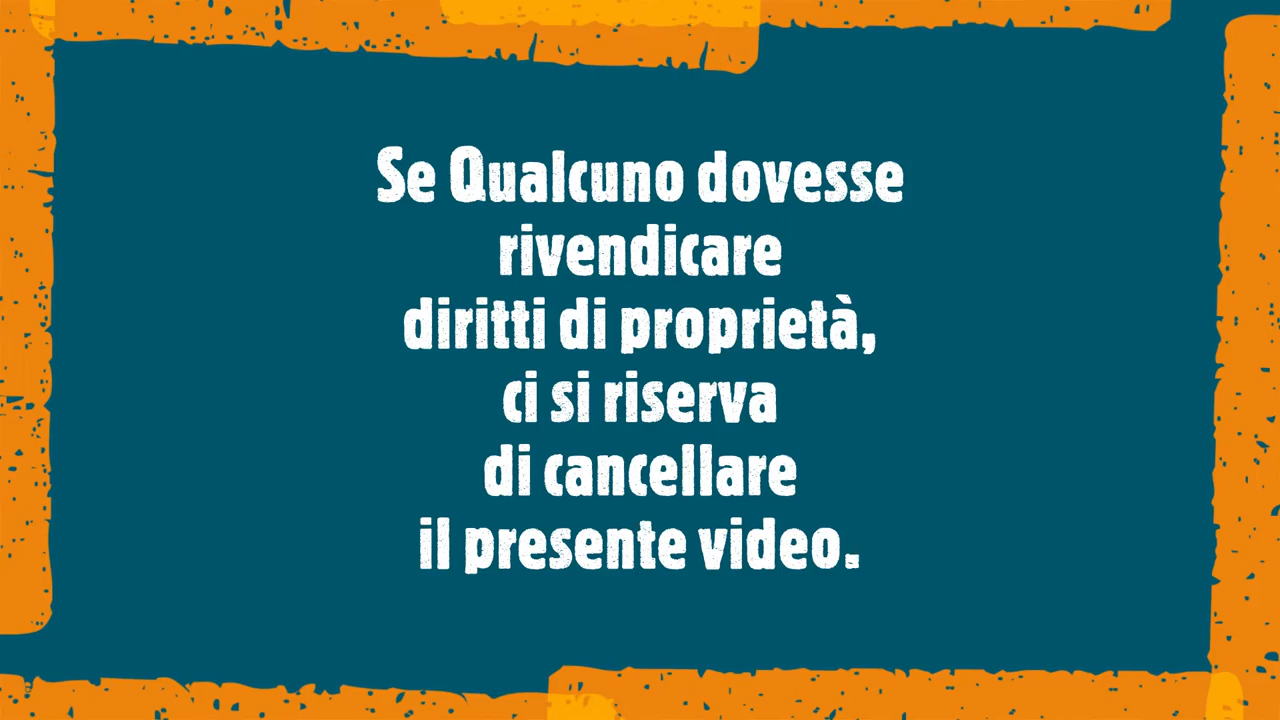 Se Qualcuno dovesse
rivendicare
diritti di proprietà,
ci si riserva
di cancellare
il presente video.